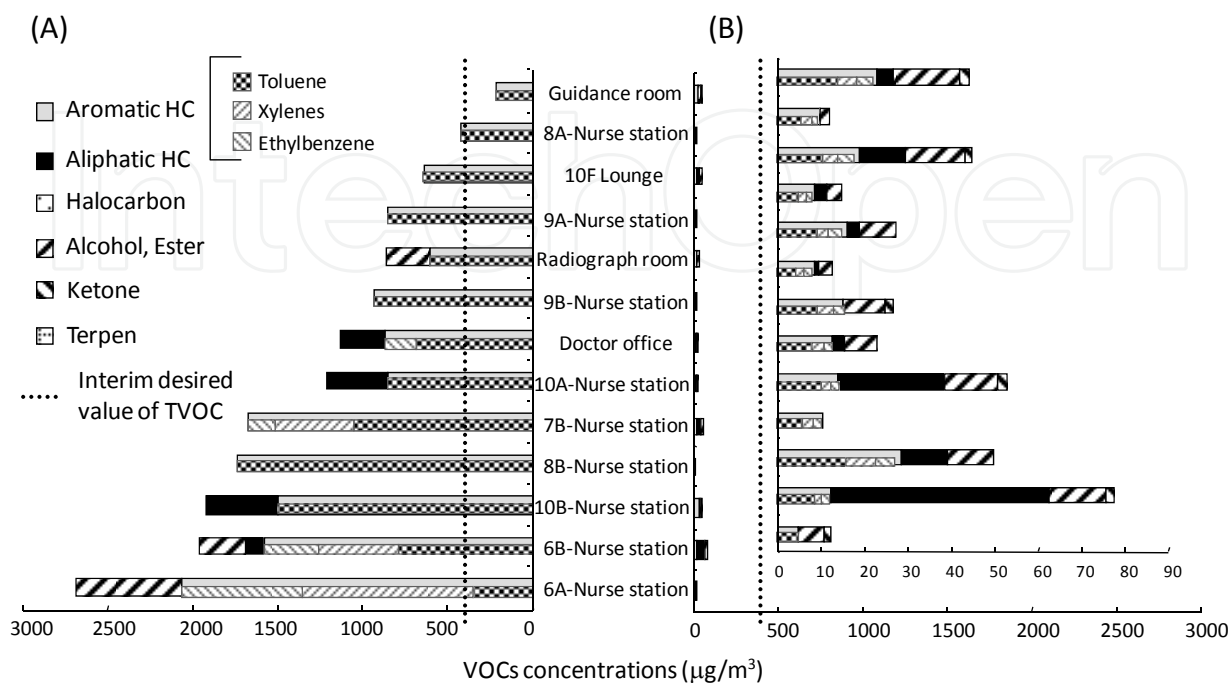 (A)
(B)
Toluene
Xylenes
Ethylbenzene
Aromatic HC
Aliphatic HC
Halocarbon
Alcohol, Ester
Ketone
Terpen
Interim desired
value of TVOC
Guidance room
8A-Nurse station
10F Lounge
9A-Nurse station
Radiograph room
9B-Nurse station
Doctor office
10A-Nurse station
7B-Nurse station
8B-Nurse station
10B-Nurse station
6B-Nurse station
6A-Nurse station
0 10 20 30 40 50 60 70 80 90
3000 2500 2000 1500 1000 500 0 0 500 1000 1500 2000 2500 3000
VOCs concentrations (μg/m³)
IntechOpen